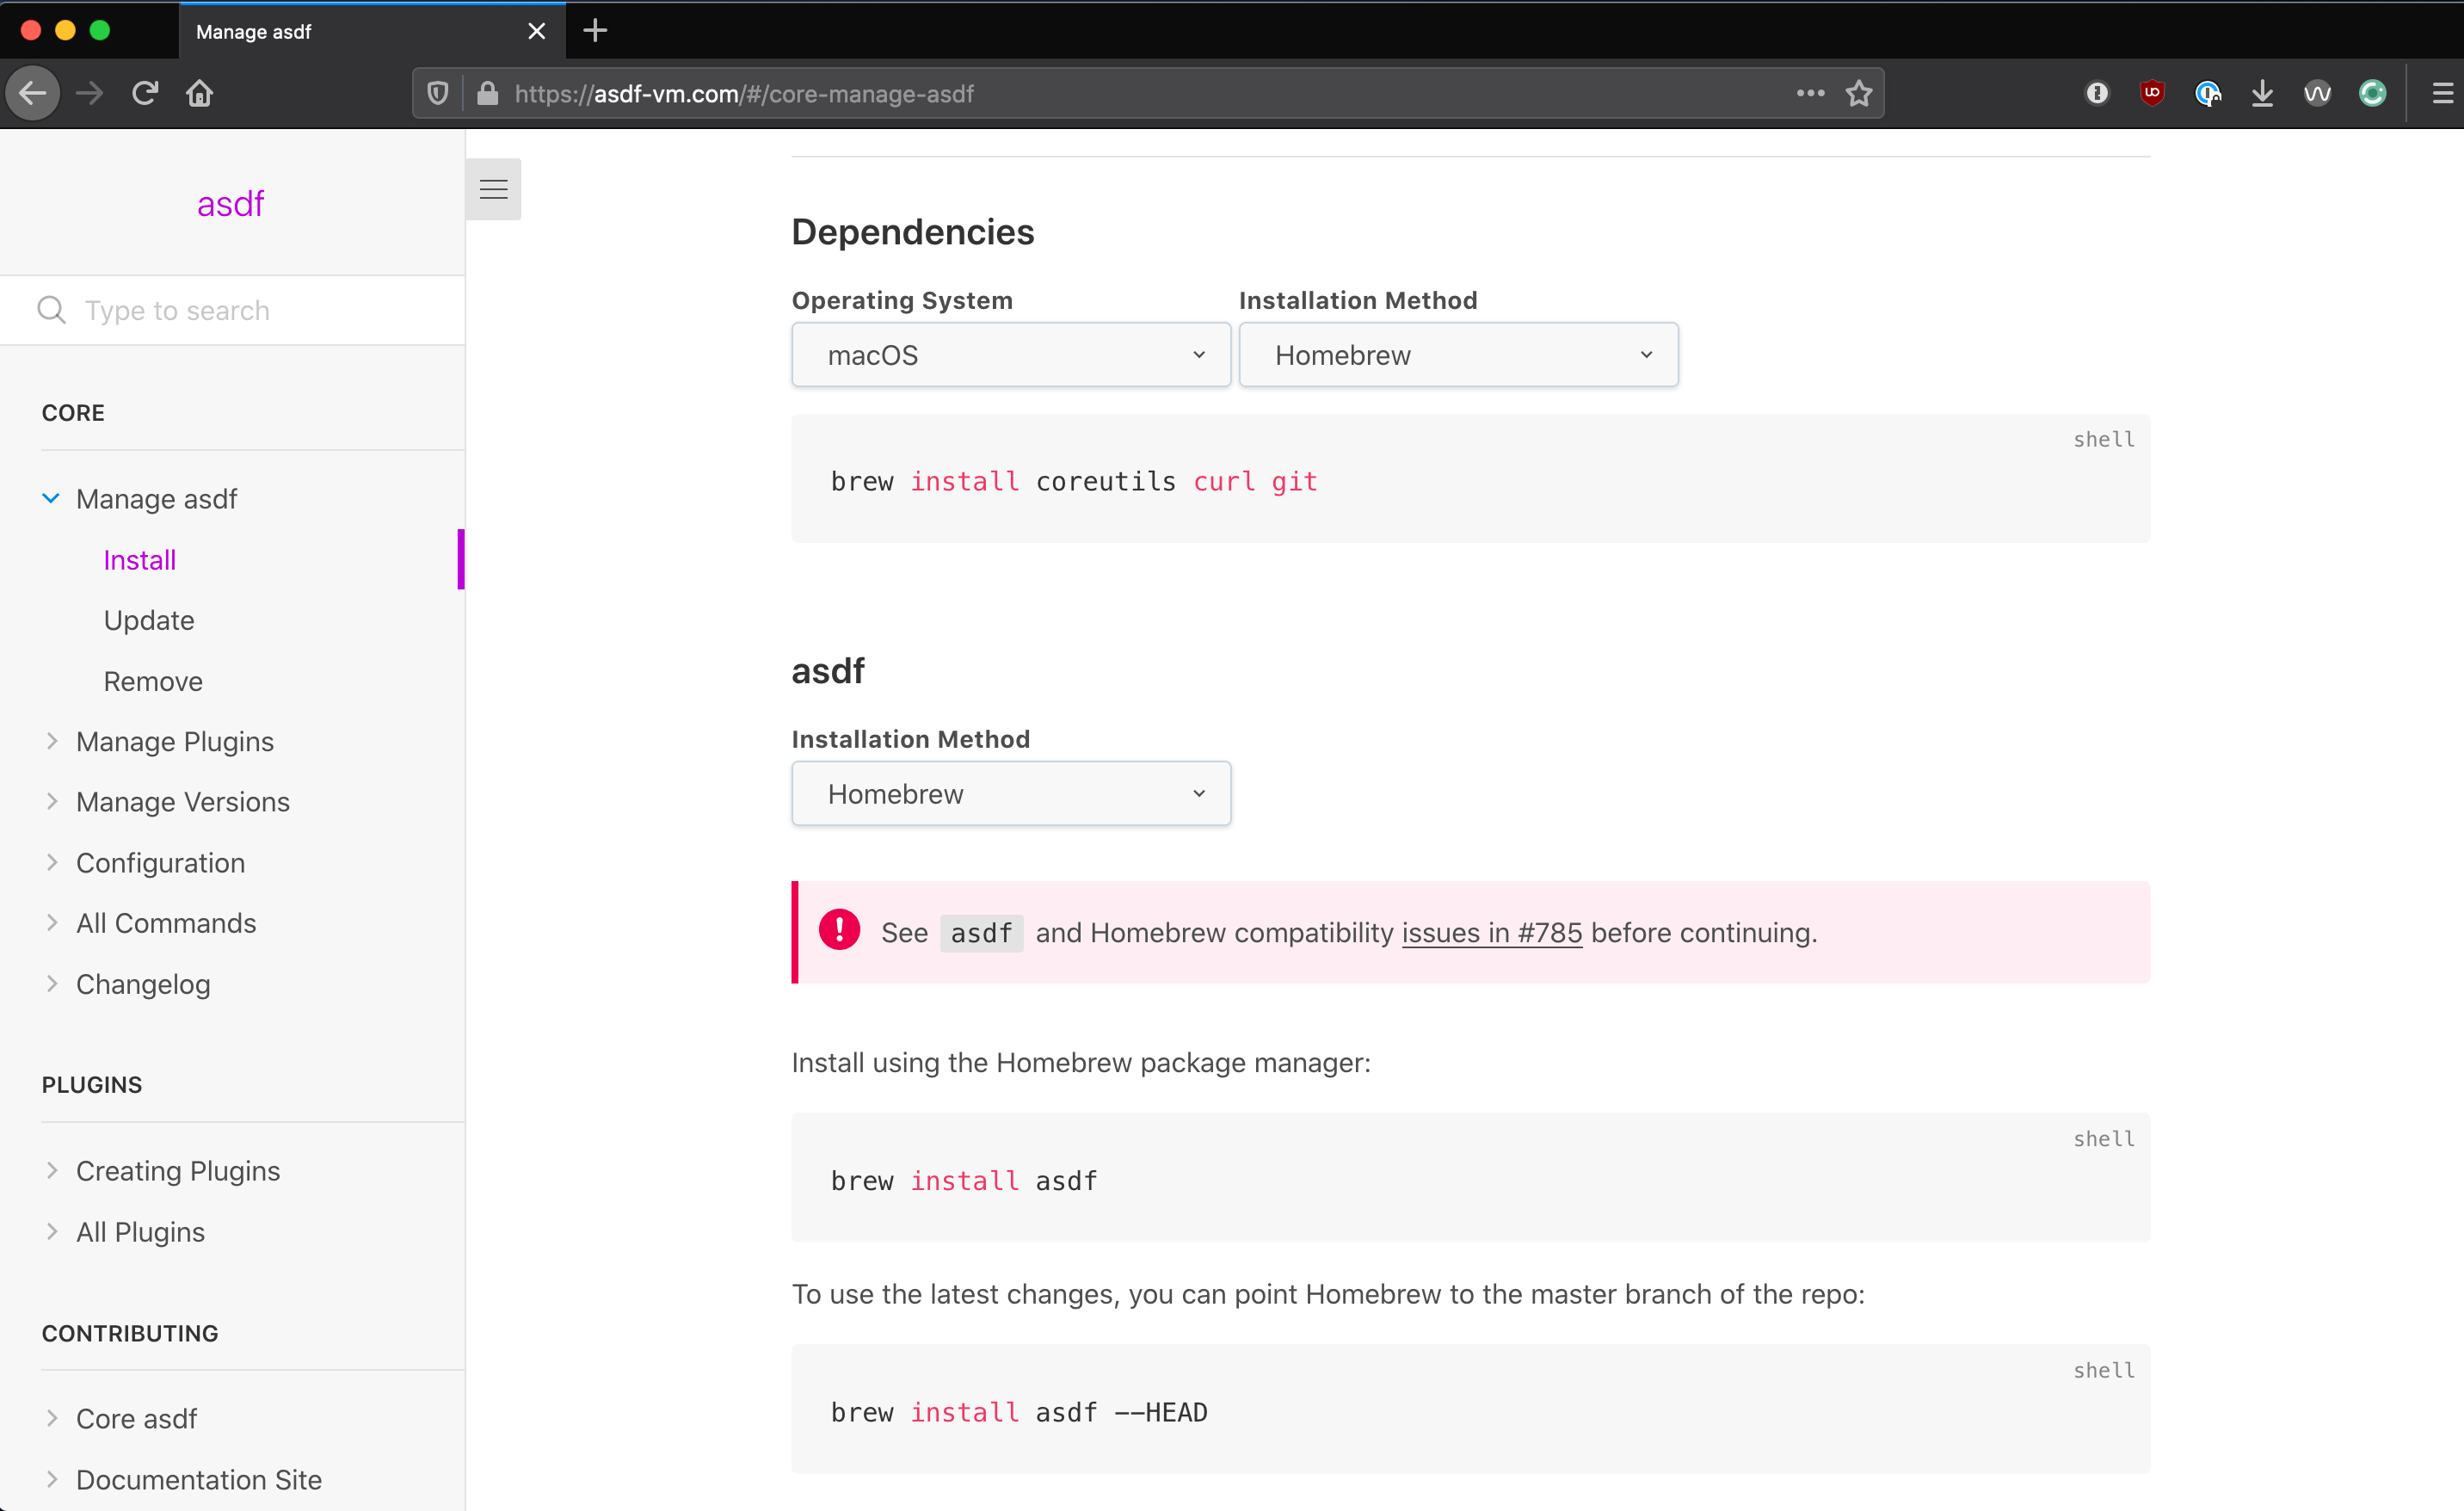 Manage asdf
https://asdf-vm.com/#/core-manage-asdf
asdf
Type to search
CORE
Manage asdf
Install
Update
Remove
Manage Plugins
Manage Versions
Configuration
All Commands
Changelog
PLUGINS
Creating Plugins
All Plugins
CONTRIBUTING
Core asdf
Documentation Site
Dependencies
Operating System Installation Method
macOS Homebrew
shell
brew install coreutils curl git
asdf
Installation Method
Homebrew
See asdf and Homebrew compatibility issues in #785 before continuing.
Install using the Homebrew package manager:
shell
brew install asdf
To use the latest changes, you can point Homebrew to the master branch of the repo:
shell
brew install asdf --HEAD